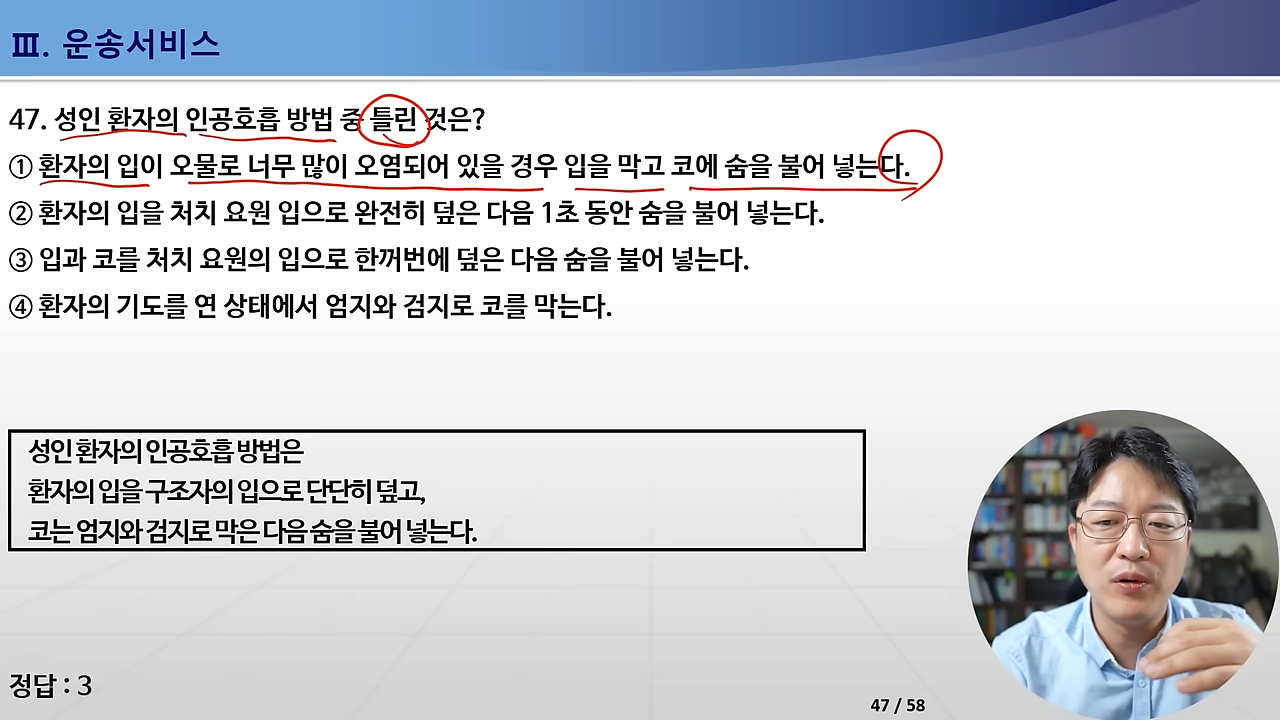 Ⅲ. 운송서비스
47. 성인 환자의 인공호흡 방법 중 틀린 것은?
① 환자의 입이 오물로 너무 많이 오염되어 있을 경우 입을 막고 코에 숨을 불어 넣는다.
② 환자의 입을 처치 요원 입으로 완전히 덮은 다음 1초 동안 숨을 불어 넣는다.
③ 입과 코를 처치 요원의 입으로 한꺼번에 덮은 다음 숨을 불어 넣는다.
④ 환자의 기도를 연 상태에서 엄지와 검지로 코를 막는다.
성인 환자의 인공호흡 방법은
환자의 입을 구조자의 입으로 단단히 덮고,
코는 엄지와 검지로 막은 다음 숨을 불어 넣는다.
정답 : 3
47 / 58